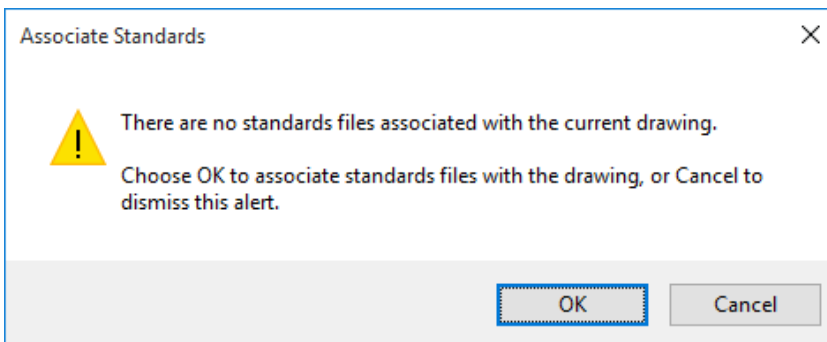 Associate Standards
There are no standards files associated with the current drawing.
Choose OK to associate standards files with the drawing, or Cancel to
dismiss this alert.
OK
Cancel